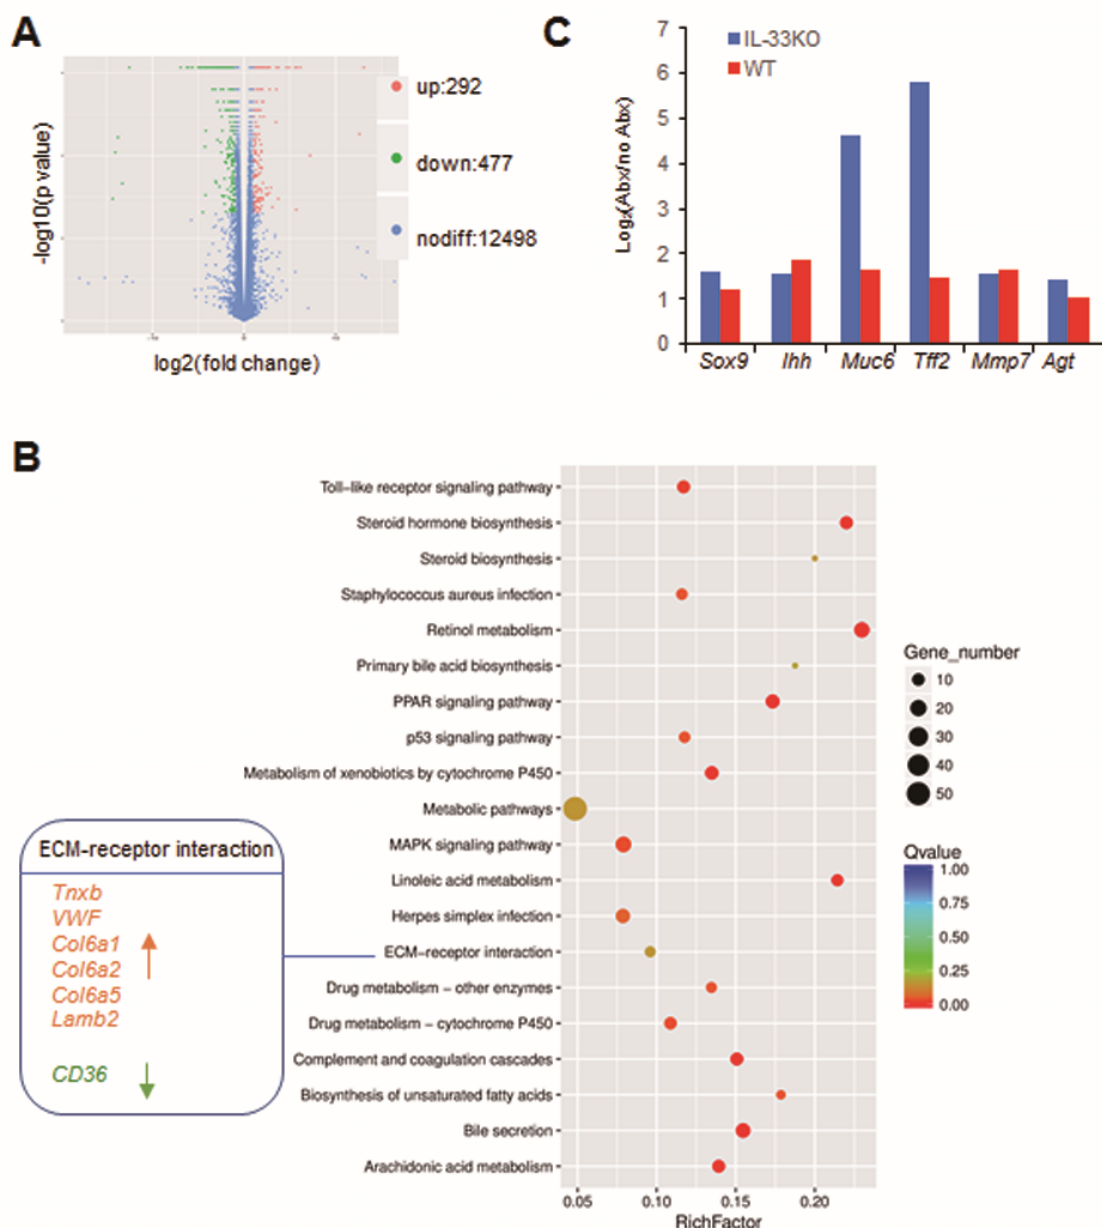 A
-log10(p value)
up:292
down:477
nodiff:12498
log2(fold change)
C
Log₂(Abx/no Abx)
7
6
5
4
3
2
1
0
IL-33KO
WT
Sox9 Ihh Muc6 Tff2 Mmp7 Agt
B
Toll–like receptor signaling pathway
Steroid hormone biosynthesis
Steroid biosynthesis
Staphylococcus aureus infection
Retinol metabolism
Primary bile acid biosynthesis
PPAR signaling pathway
p53 signaling pathway
Metabolism of xenobiotics by cytochrome P450
Metabolic pathways
MAPK signaling pathway
Linoleic acid metabolism
Herpes simplex infection
ECM–receptor interaction
Drug metabolism – other enzymes
Drug metabolism – cytochrome P450
Complement and coagulation cascades
Biosynthesis of unsaturated fatty acids
Bile secretion
Arachidonic acid metabolism
0.05 0.10 0.15 0.20
RichFactor
ECM-receptor interaction
Tnxb
VWF
Col6a1
Col6a2
Col6a5
Lamb2
CD36
Gene_number
10
20
30
40
50
Qvalue
1.00
0.75
0.50
0.25
0.00